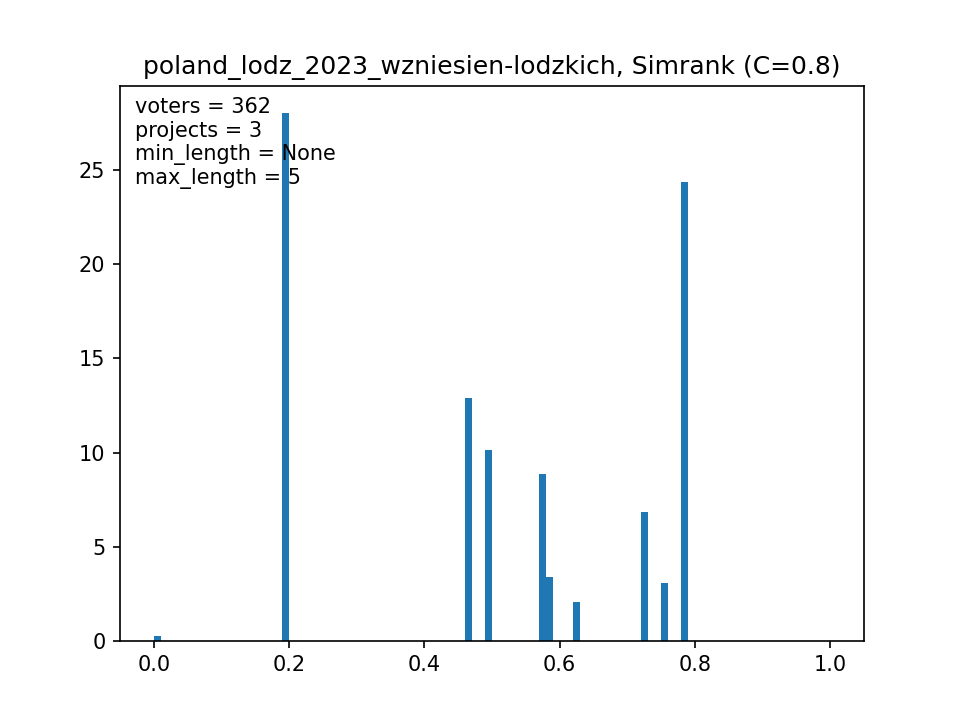 poland_lodz_2023_wzniesien-lodzkich, Simrank (C=0.8)
voters = 362
projects = 3
min_length = None
max_length = 5
25
20
15
10
5
0
0.0 0.2 0.4 0.6 0.8 1.0